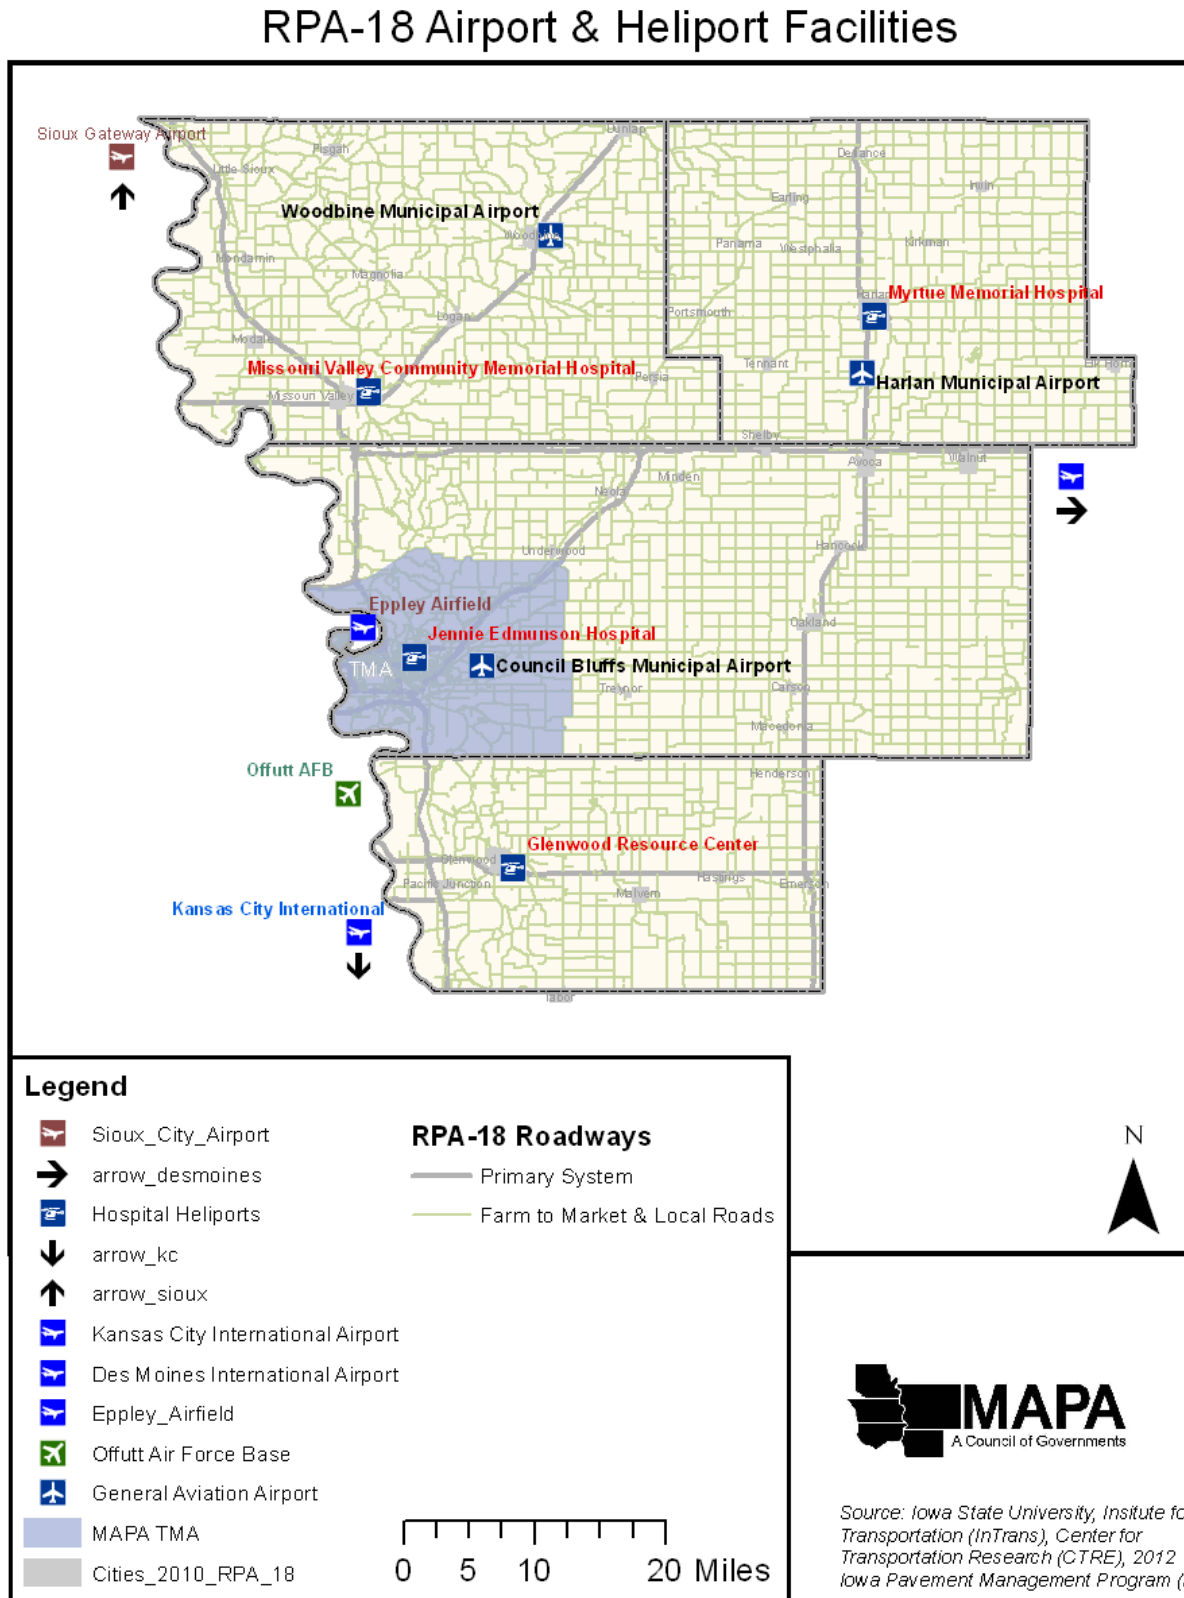 RPA-18 Airport & Heliport Facilities
Sioux Gateway Airport
Dunlap
Pisgah
Little Sioux
Defiance
Irwin
Earling
Woodbine Municipal Airport
Woodbine
Panama
Westphalia
Kirkman
Mondamin
Magnolia
Harlan
Myrtue Memorial Hospital
Logan
Portsmouth
Modale
Missouri Valley Community Memorial Hospital
Persia
Tennant
Elk Horn
Harlan Municipal Airport
Missouri Valley
Shelby
Avoca
Walnut
Minden
Neola
Underwood
Hancock
Eppley Airfield
Jennie Edmunson Hospital
Oakland
TMA
Council Bluffs Municipal Airport
Treynor
Carson
Macedonia
Offutt AFB
Henderson
Glenwood Resource Center
Glenwood
Pacific Junction
Hastings
Emerson
Malvern
Kansas City International
Tabor
Legend
Sioux_City_Airport
arrow_desmoines
Hospital Heliports
arrow_kc
arrow_sioux
Kansas City International Airport
Des Moines International Airport
Eppley_Airfield
Offutt Air Force Base
General Aviation Airport
MAPA TMA
Cities_2010_RPA_18
RPA-18 Roadways
Primary System
Farm to Market & Local Roads
0 5 10 20 Miles
N
MAPA
A Council of Governments
Source: Iowa State University, Insitute fo
Transportation (InTrans), Center for
Transportation Research (CTRE), 2012
Iowa Pavement Management Program (